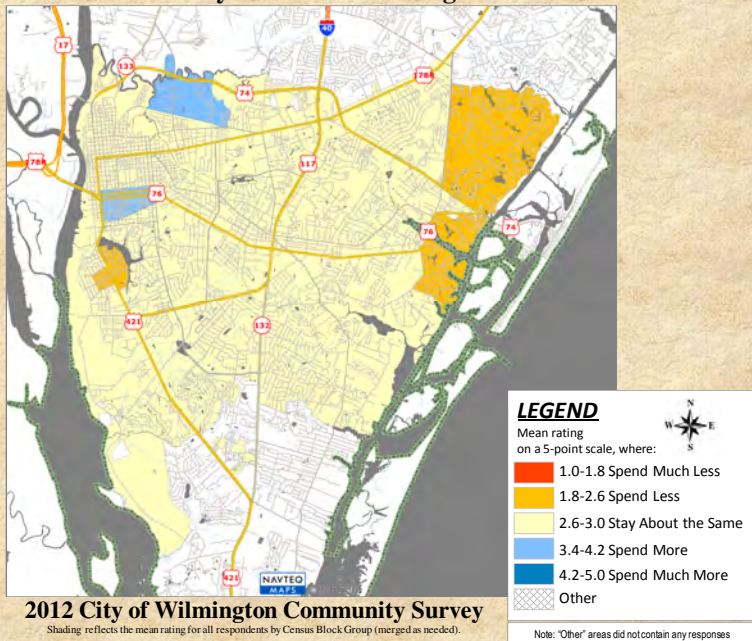 40
17
133
74
178A
117
178A
76
76
74
421
132
421
NAVTEQ
MAPS
LEGEND
N
W E
S
Mean rating
on a 5-point scale, where:
1.0-1.8 Spend Much Less
1.8-2.6 Spend Less
2.6-3.0 Stay About the Same
3.4-4.2 Spend More
4.2-5.0 Spend Much More
Other
2012 City of Wilmington Community Survey
Shading reflects the mean rating for all respondents by Census Block Group (merged as needed).
Note: "Other" areas did not contain any responses